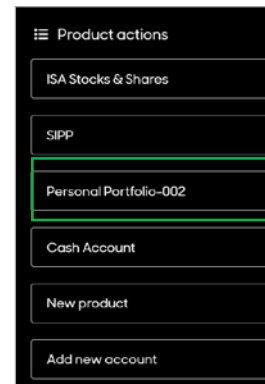 Product actions
ISA Stocks & Shares
SIPP
Personal Portfolio-002
Cash Account
New product
Add new account